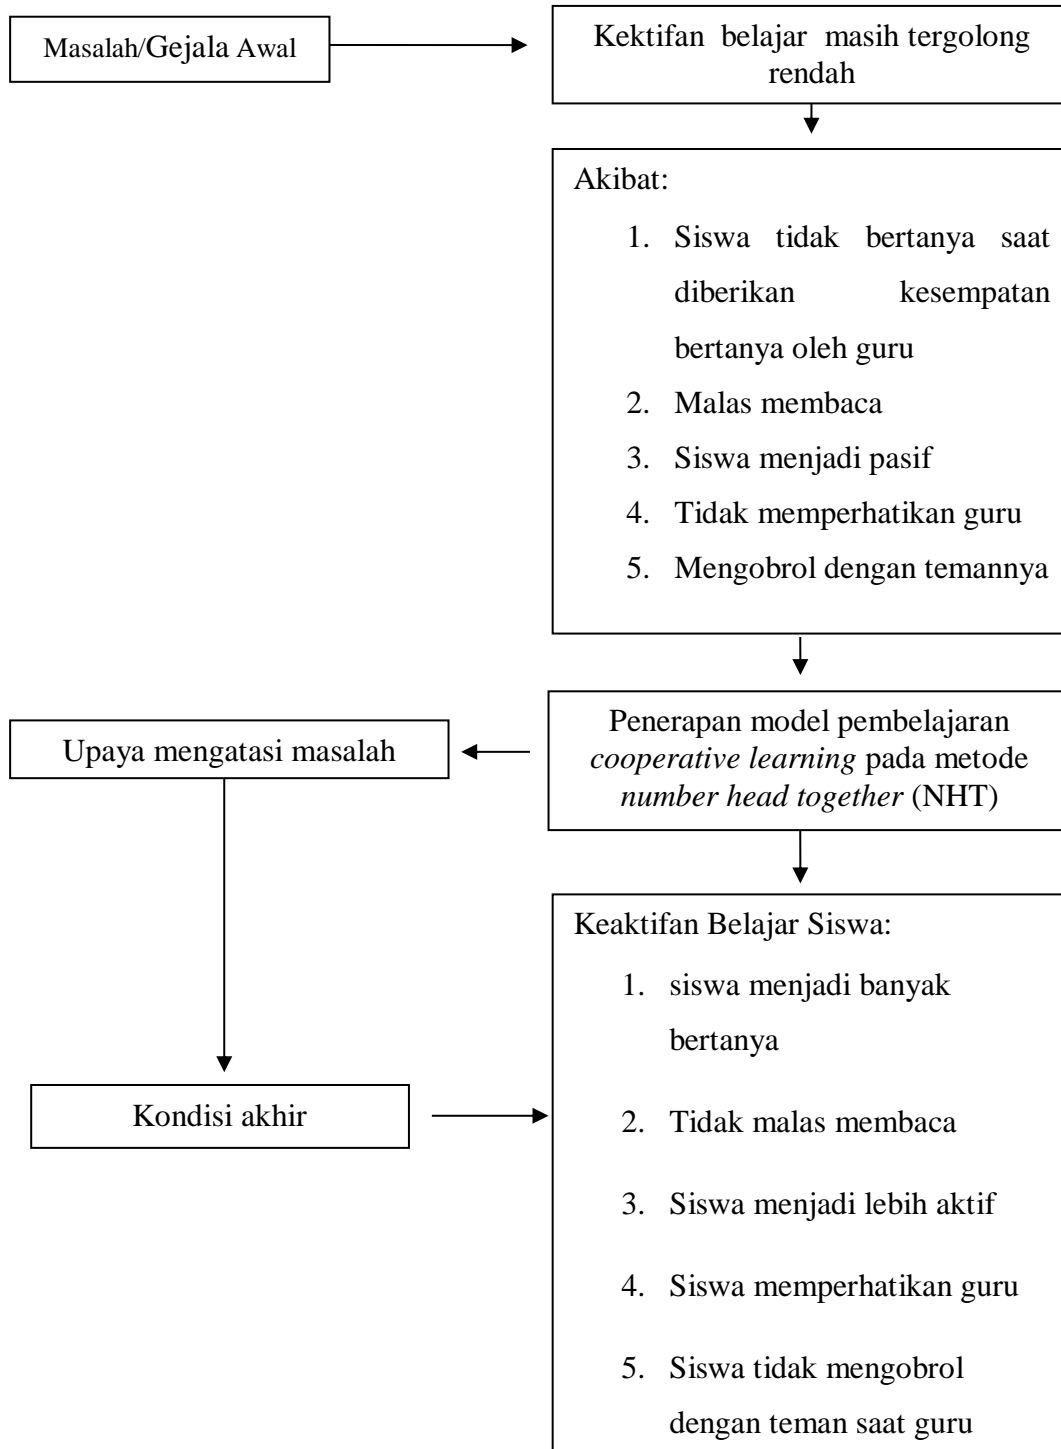 Masalah/Gejala Awal
Kektifan belajar masih tergolong
rendah
Akibat:
1. Siswa tidak bertanya saat
diberikan kesempatan
bertanya oleh guru
2. Malas membaca
3. Siswa menjadi pasif
4. Tidak memperhatikan guru
5. Mengobrol dengan temannya
Upaya mengatasi masalah
Penerapan model pembelajaran
cooperative learning pada metode
number head together (NHT)
Keaktifan Belajar Siswa:
1. siswa menjadi banyak
bertanya
Kondisi akhir
2. Tidak malas membaca
3. Siswa menjadi lebih aktif
4. Siswa memperhatikan guru
5. Siswa tidak mengobrol
dengan teman saat guru